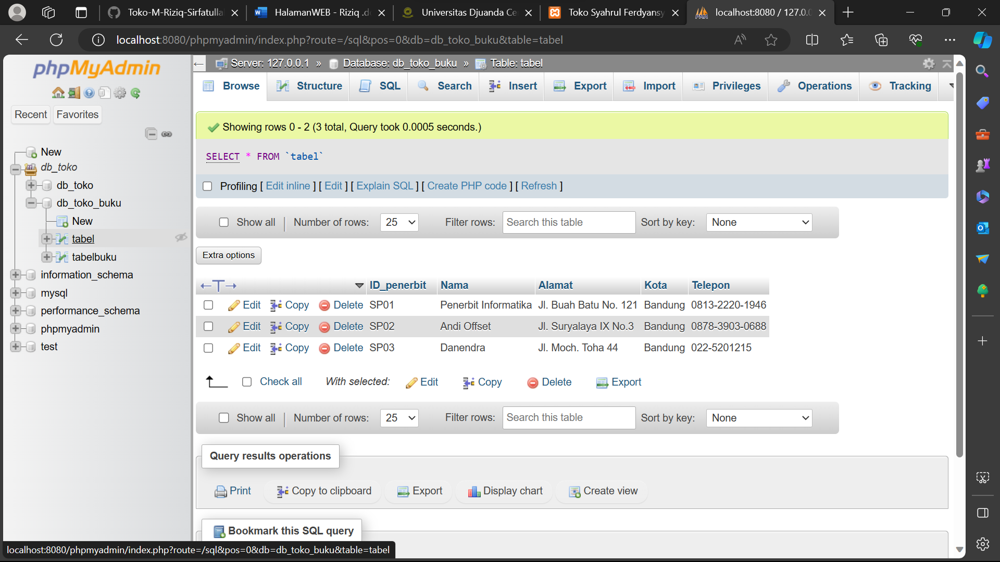 Toko-M-Riziq-Sirfatulla
HalamanWEB - Riziq .d
Universitas Djuanda Ce
Toko Syahrul Ferdyansy
localhost:8080 / 127.0.0
localhost:8080/phpmyadmin/index.php?route=/sql&pos=0&db=db_toko_buku&table=tabel
phpMyAdmin
Recent
Favorites
New
db_toko
db_toko
db_toko_buku
New
tabel
tabelbuku
information_schema
mysql
performance_schema
phpmyadmin
test
Server: 127.0.0.1 » Database: db_toko_buku » Table: tabel
Browse Structure SQL Search Insert Export Import Privileges Operations Tracking
Showing rows 0 - 2 (3 total, Query took 0.0005 seconds.)
SELECT * FROM `tabel`
Profiling [ Edit inline ] [ Edit ] [ Explain SQL ] [ Create PHP code ] [ Refresh ]
Show all | Number of rows: 25 Filter rows: Search this table Sort by key: None
Extra options
ID_penerbit Nama Alamat Kota Telepon
Edit Copy Delete SP01 Penerbit Informatika Jl. Buah Batu No. 121 Bandung 0813-2220-1946
Edit Copy Delete SP02 Andi Offset Jl. Suryalaya IX No.3 Bandung 0878-3903-0688
Edit Copy Delete SP03 Danendra Jl. Moch. Toha 44 Bandung 022-5201215
Check all With selected: Edit Copy Delete Export
Show all | Number of rows: 25 Filter rows: Search this table Sort by key: None
Query results operations
Print Copy to clipboard Export Display chart Create view
Bookmark this SQL query
localhost:8080/phpmyadmin/index.php?route=/sql&pos=0&db=db_toko_buku&table=tabel